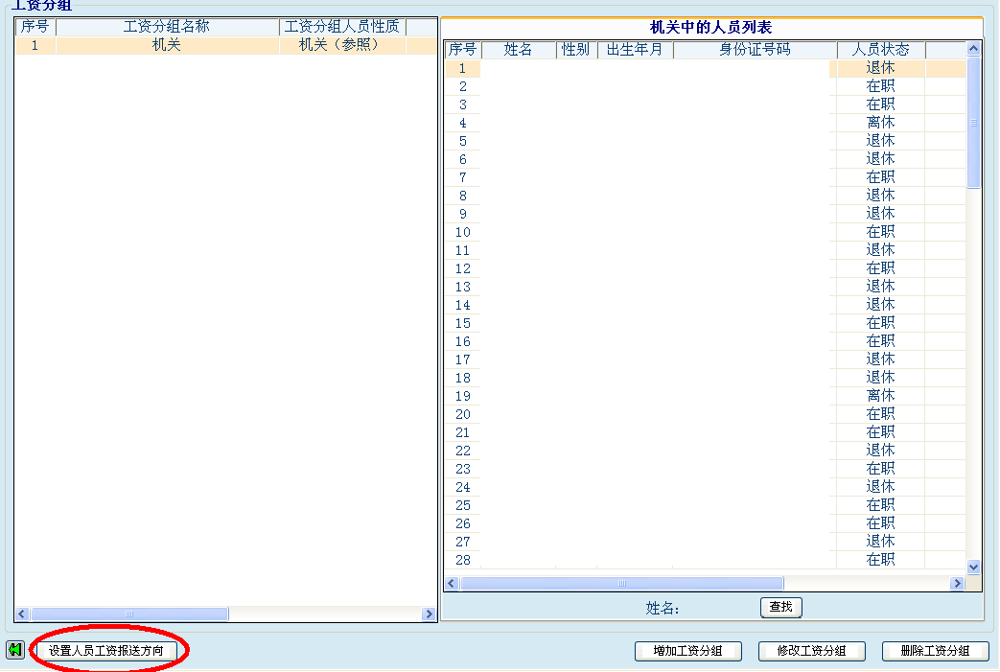 工资分组
序号 工资分组名称 工资分组人员性质
1 机关 机关（参照）
机关中的人员列表
序号 姓名 性别 出生年月 身份证号码 人员状态
1 退休
2 在职
3 在职
4 离休
5 退休
6 退休
7 在职
8 退休
9 退休
10 在职
11 退休
12 在职
13 退休
14 退休
15 在职
16 在职
17 退休
18 退休
19 离休
20 在职
21 在职
22 退休
23 在职
24 退休
25 在职
26 在职
27 退休
28 在职
姓名： 查找
设置人员工资报送方向 增加工资分组 修改工资分组 删除工资分组